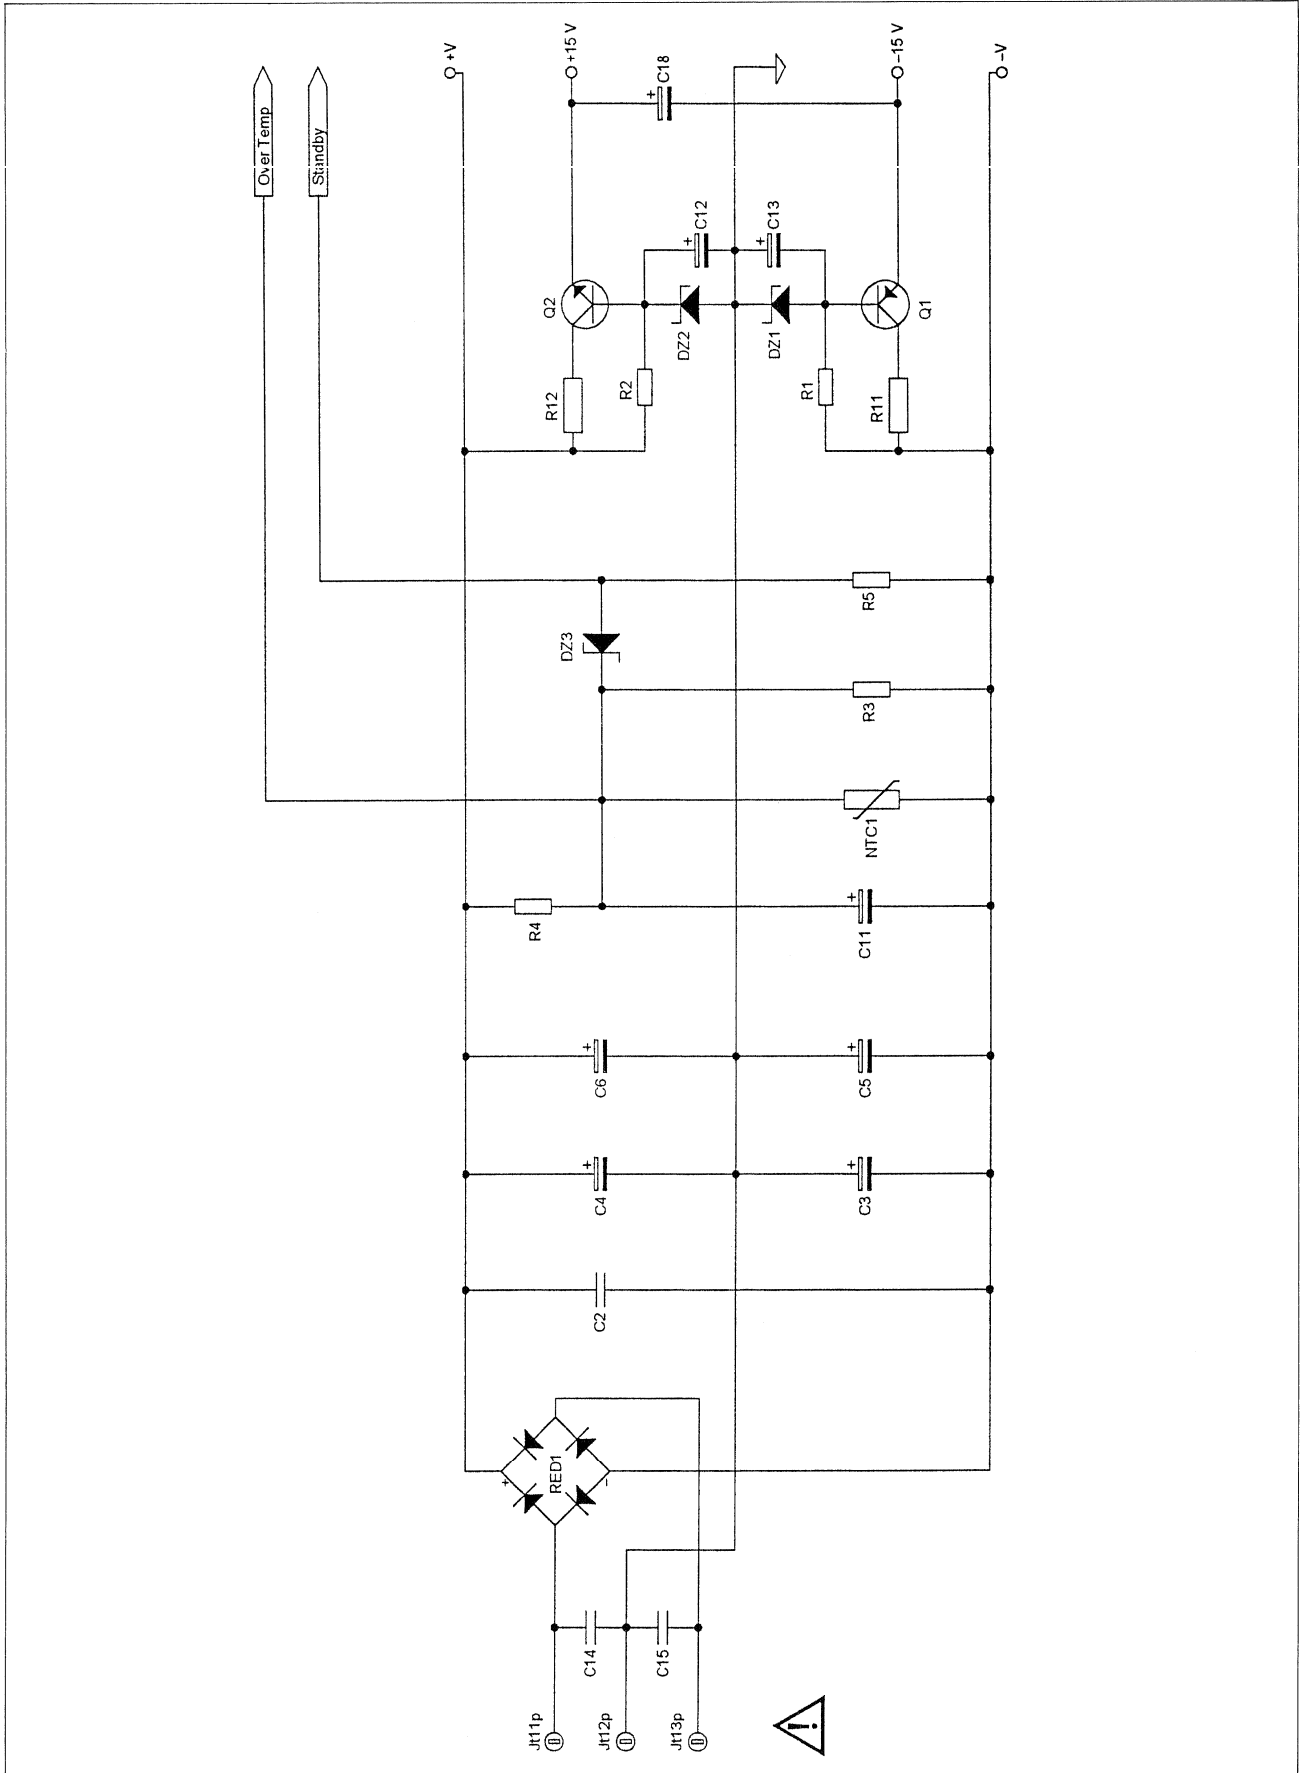 Over Temp
Standby
+V
+15 V
C18
+
−15 V
−V
Q2
C12
+
C13
+
DZ2
DZ1
Q1
R12
R2
R1
R11
DZ3
R5
R3
NTC1
R4
C11
+
C6
+
C5
+
C4
+
C3
+
C2
RED1
+
−
C14
C15
Jt11p
Jt12p
Jt13p
!